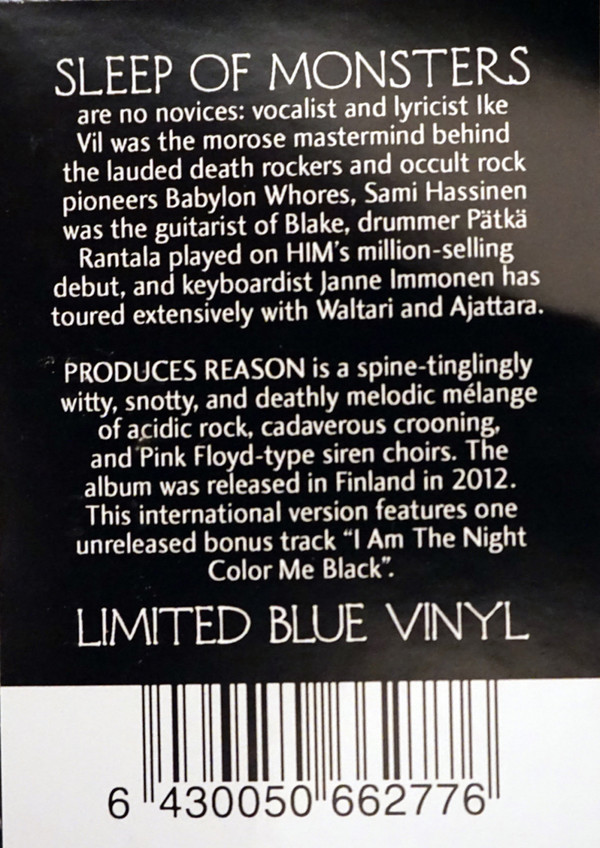 SLEEP OF MONSTERS
are no novices: vocalist and lyricist Ike
Vil was the morose mastermind behind
the lauded death rockers and occult rock
pioneers Babylon Whores, Sami Hassinen
was the guitarist of Blake, drummer Pätkä
Rantala played on HIM's million-selling
debut, and keyboardist Janne Immonen has
toured extensively with Waltari and Ajattara.
PRODUCES REASON is a spine-tinglingly
witty, snotty, and deathly melodic mélange
of acidic rock, cadaverous crooning,
and Pink Floyd-type siren choirs. The
album was released in Finland in 2012.
This international version features one
unreleased bonus track “I Am The Night
Color Me Black”.
LIMITED BLUE VINYL
6 430050 662776